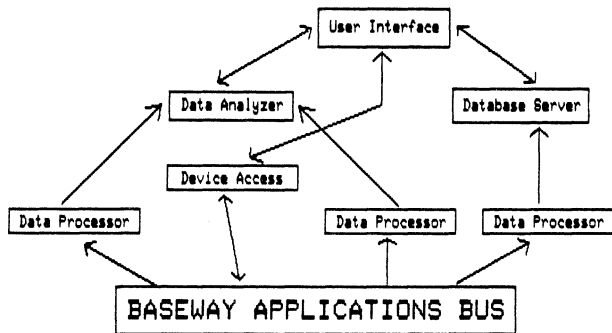 User Interface
Data Analyzer
Database Server
Device Access
Data Processor
Data Processor
Data Processor
BASEWAY APPLICATIONS BUS